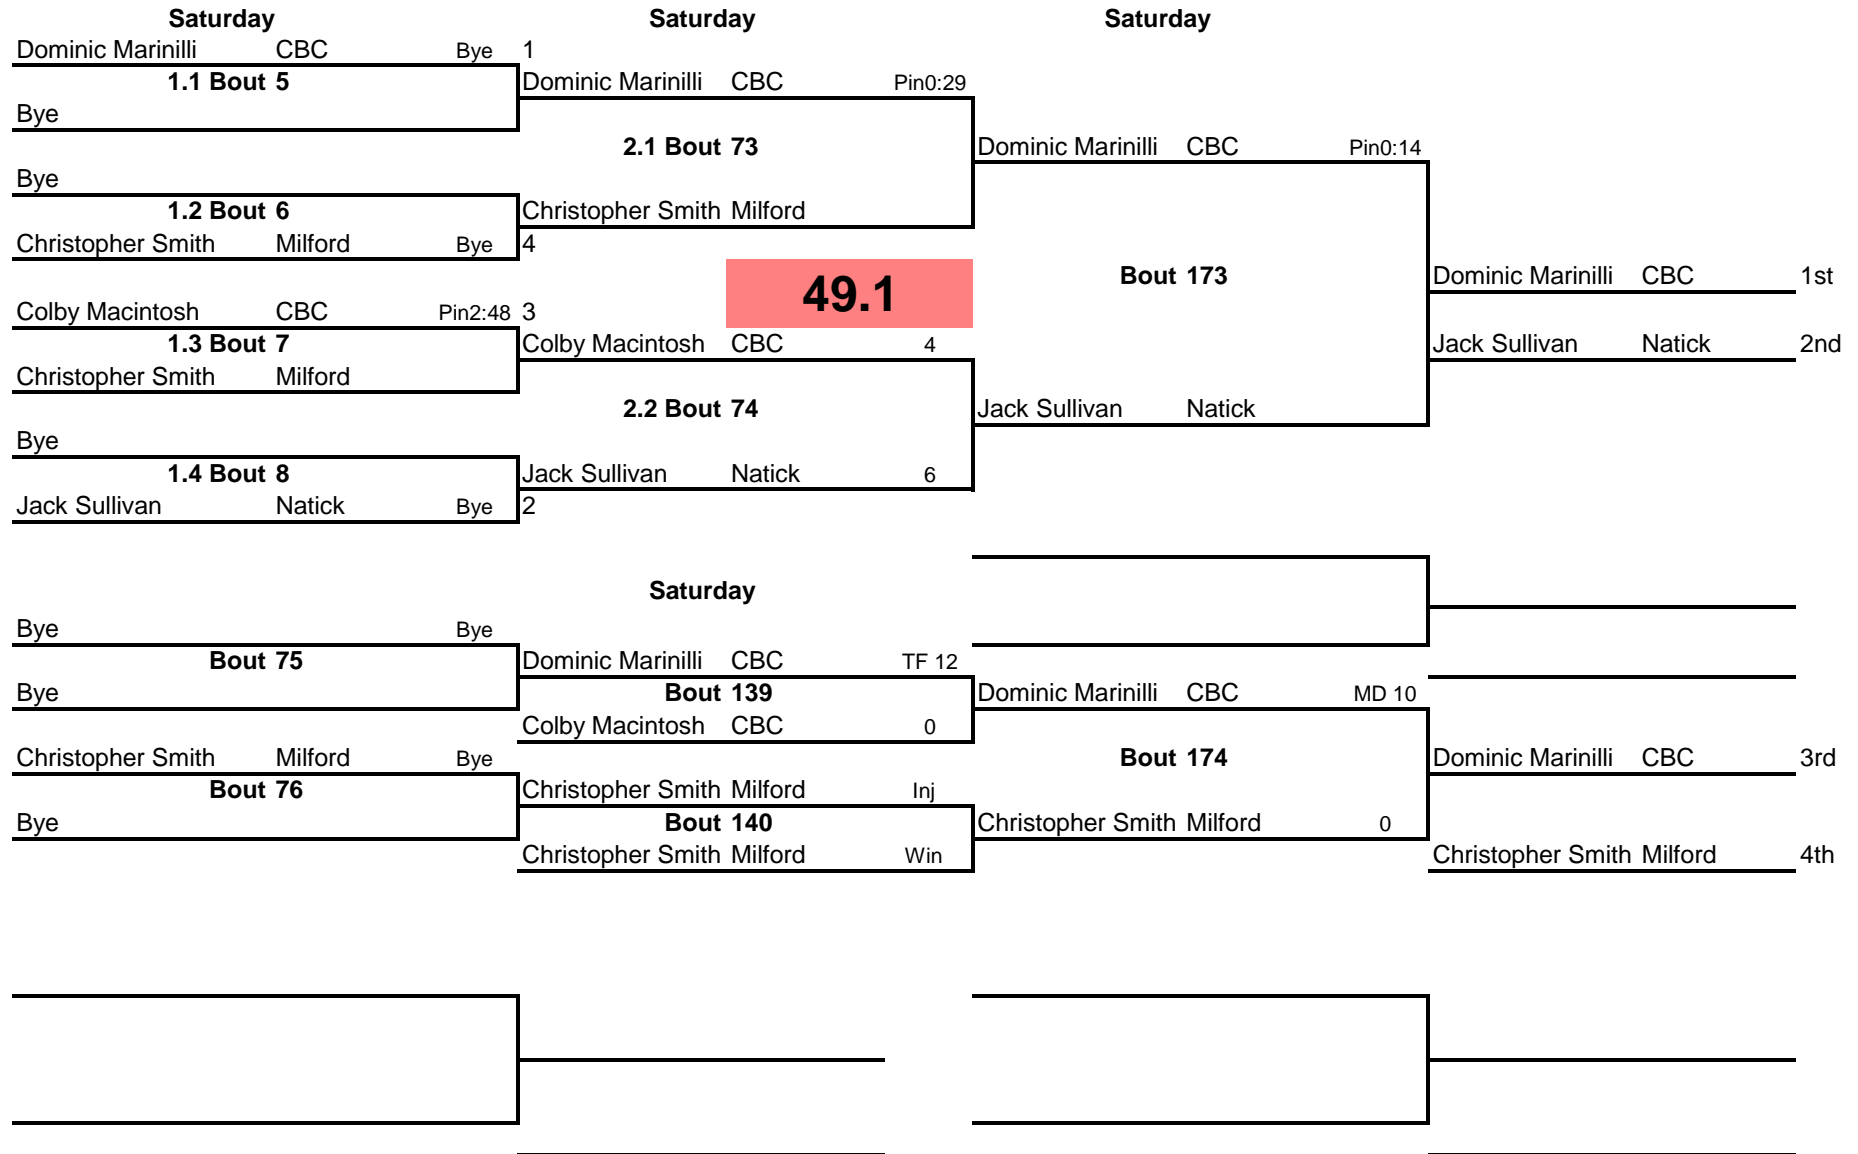 Saturday Saturday Saturday
Dominic Marinilli CBC Bye 1
1.1 Bout 5 Dominic Marinilli CBC Pin0:29
Bye
2.1 Bout 73 Dominic Marinilli CBC Pin0:14
Bye
1.2 Bout 6 Christopher Smith Milford
Christopher Smith Milford Bye 4
49.1 Bout 173 Dominic Marinilli CBC 1st
Colby Macintosh CBC Pin2:48 3
1.3 Bout 7 Colby Macintosh CBC 4 Jack Sullivan Natick 2nd
Christopher Smith Milford
2.2 Bout 74 Jack Sullivan Natick
Bye
1.4 Bout 8 Jack Sullivan Natick 6
Jack Sullivan Natick Bye 2
Saturday
Bye Bye
Bout 75 Dominic Marinilli CBC TF 12
Bye Bout 139 Dominic Marinilli CBC MD 10
Colby Macintosh CBC 0
Christopher Smith Milford Bye Bout 174 Dominic Marinilli CBC 3rd
Bout 76 Christopher Smith Milford Inj
Bye Bout 140 Christopher Smith Milford 0
Christopher Smith Milford Win Christopher Smith Milford 4th